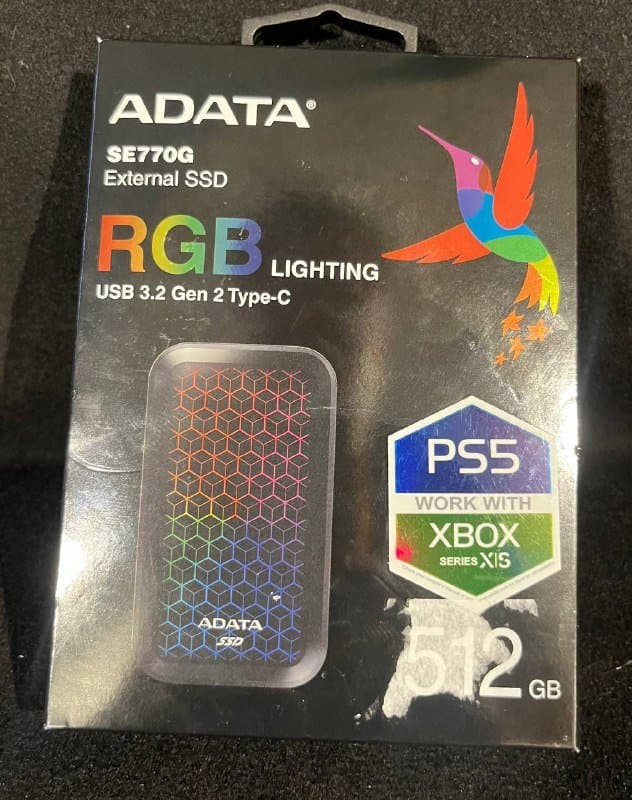 ADATA®
SE770G
External SSD
RGB LIGHTING
USB 3.2 Gen 2 Type-C
ADATA
SSD
PS5
WORK WITH
XBOX
SERIES X|S
512 GB